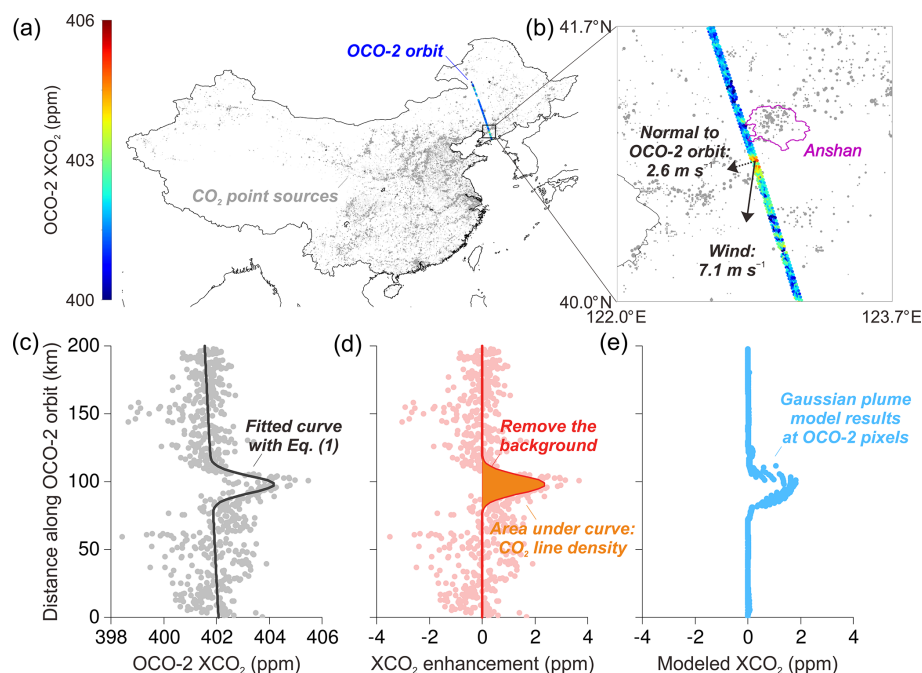 (a)
406
403
400
OCO-2 XCO₂ (ppm)
OCO-2 orbit
CO₂ point sources
(b)
41.7°N
40.0°N
122.0°E
123.7°E
Normal to
OCO-2 orbit:
2.6 m s⁻¹
Anshan
Wind:
7.1 m s⁻¹
(c)
Distance along OCO-2 orbit (km)
200
150
100
50
0
Fitted curve
with Eq. (1)
398
400
402
404
406
OCO-2 XCO₂ (ppm)
(d)
Remove the
background
Area under curve:
CO₂ line density
−4
−2
0
2
4
XCO₂ enhancement (ppm)
(e)
Gaussian plume
model results
at OCO-2 pixels
−4
−2
0
2
4
Modeled XCO₂ (ppm)